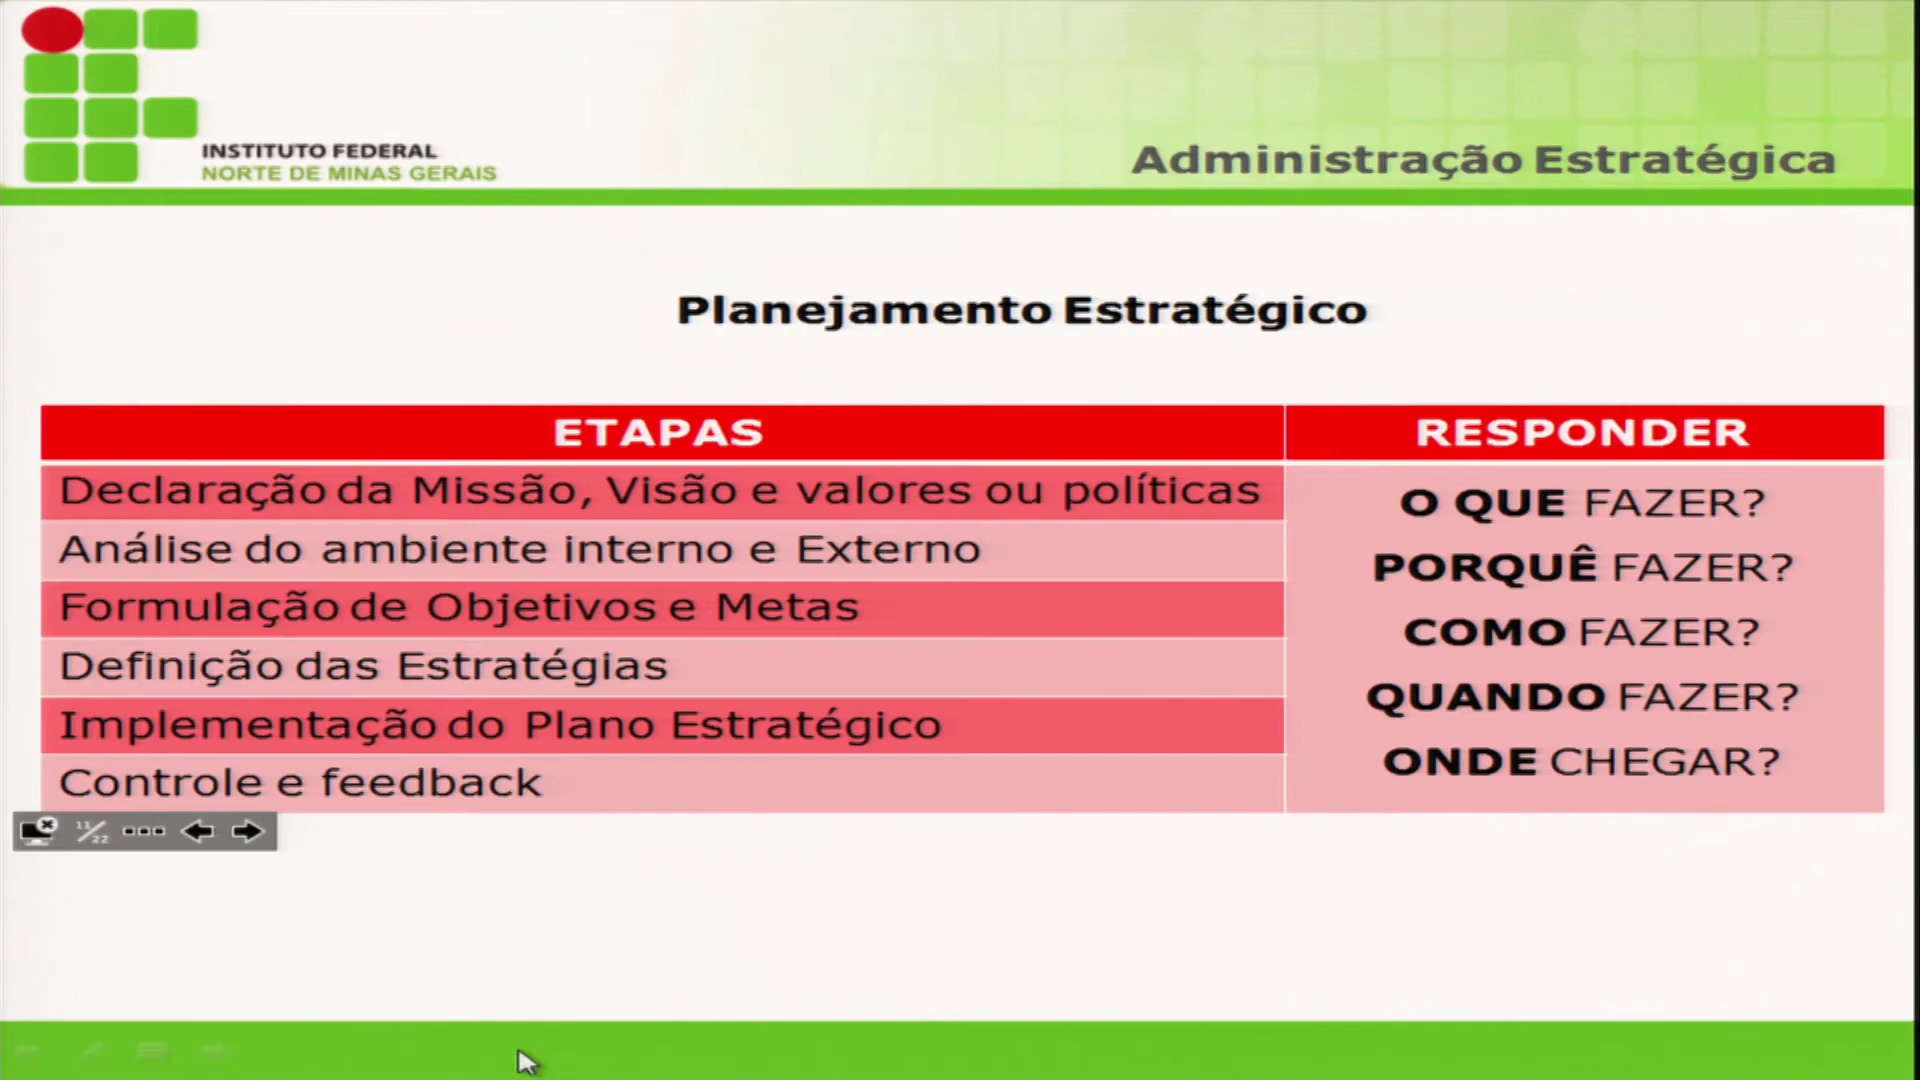 INSTITUTO FEDERAL
NORTE DE MINAS GERAIS
Administração Estratégica
Planejamento Estratégico
ETAPAS
RESPONDER
Declaração da Missão, Visão e valores ou políticas
Análise do ambiente interno e Externo
Formulação de Objetivos e Metas
Definição das Estratégias
Implementação do Plano Estratégico
Controle e feedback
O QUE FAZER?
PORQUÊ FAZER?
COMO FAZER?
QUANDO FAZER?
ONDE CHEGAR?
11/22